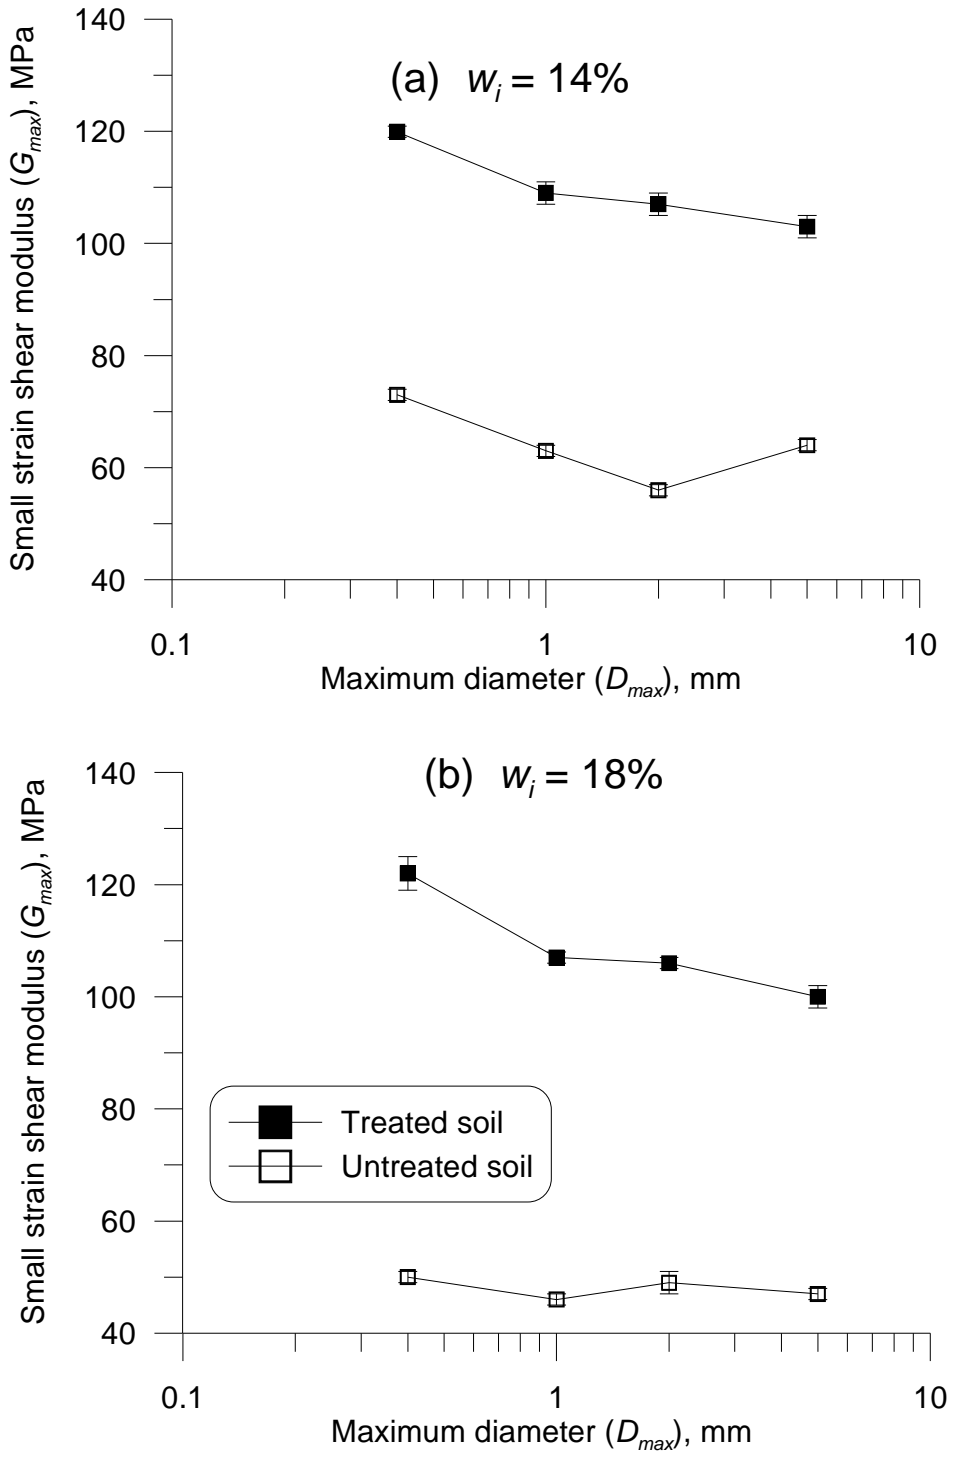 140
120
100
80
60
40
Small strain shear modulus (Gmax), MPa
(a) wi = 14%
0.1 1 10
Maximum diameter (Dmax), mm
140
120
100
80
60
40
Small strain shear modulus (Gmax), MPa
(b) wi = 18%
Treated soil
Untreated soil
0.1 1 10
Maximum diameter (Dmax), mm